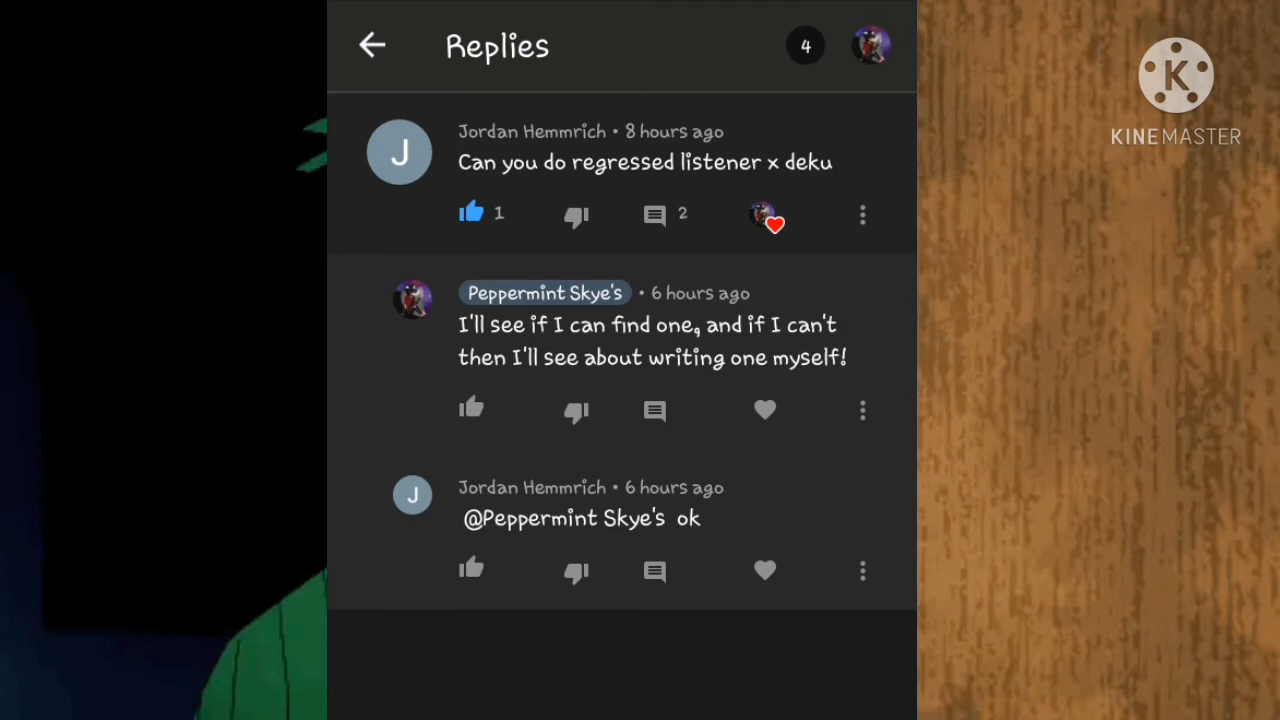 Replies
4
K
KINEMASTER
J
Jordan Hemmrich • 8 hours ago
Can you do regressed listener x deku
1
2
Peppermint Skye's • 6 hours ago
I'll see if I can find one, and if I can't
then I'll see about writing one myself!
J
Jordan Hemmrich • 6 hours ago
@Peppermint Skye's ok